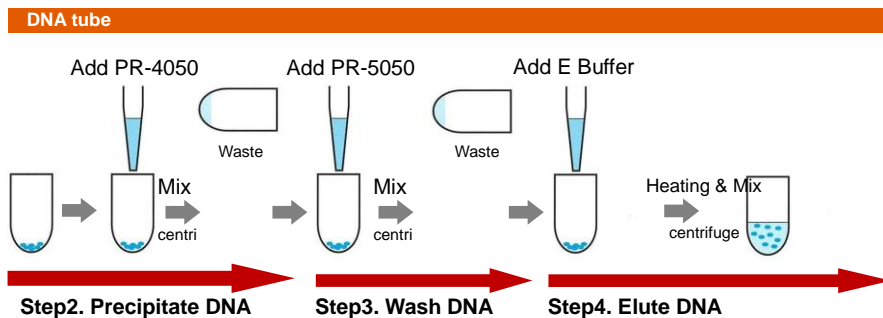 DNA tube
Add PR-4050
Add PR-5050
Add E Buffer
Waste
Waste
Mix
centri
Mix
centri
Heating & Mix
centrifuge
Step2. Precipitate DNA
Step3. Wash DNA
Step4. Elute DNA